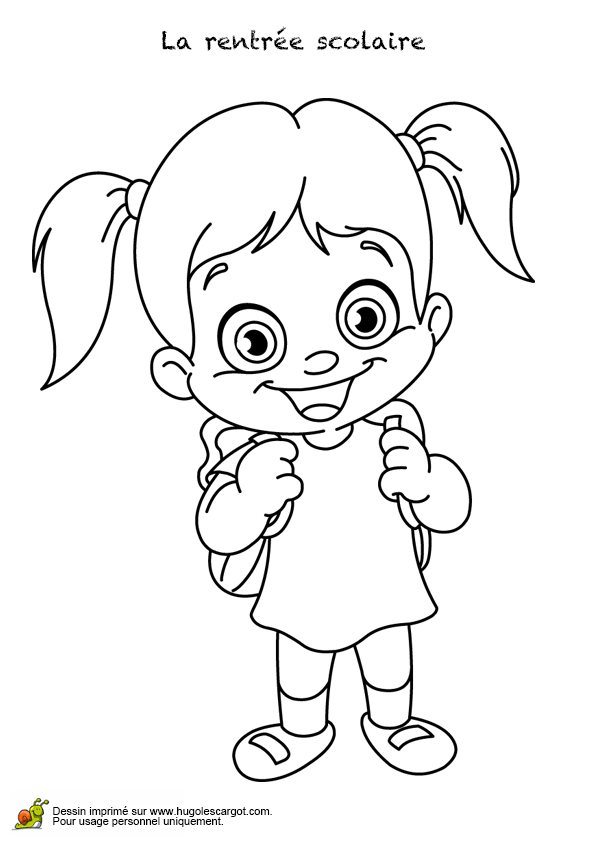 La rentrée scolaire
Dessin imprimé sur www.hugolescargot.com.
Pour usage personnel uniquement.